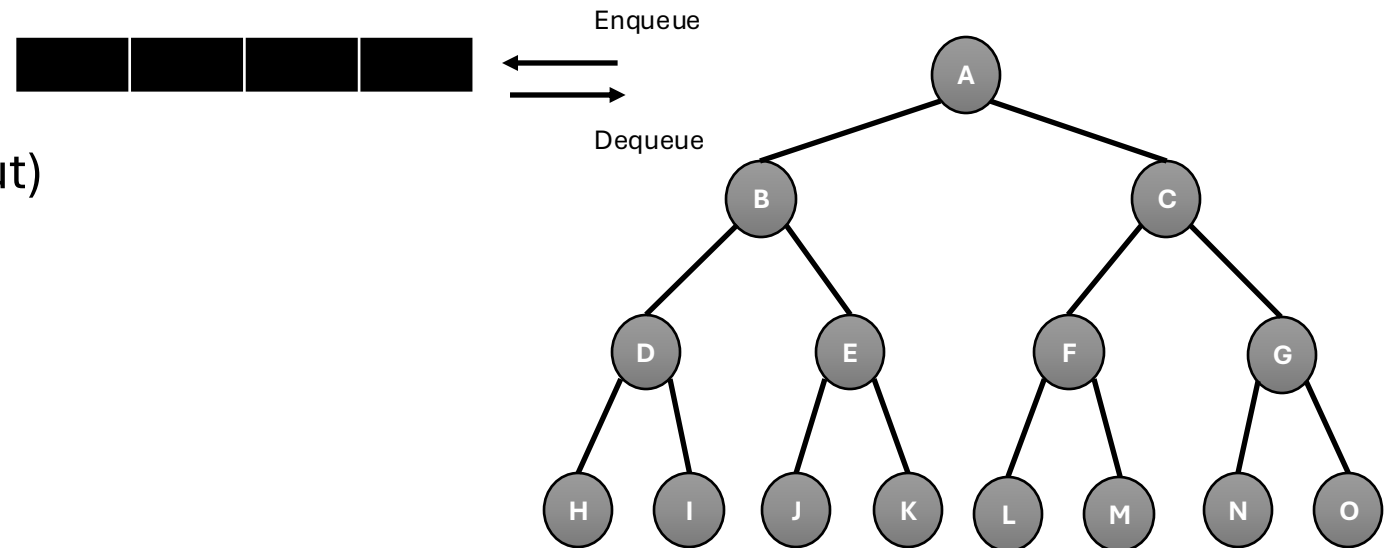 Enqueue
Dequeue
ut)
A
B C
D E F G
H I J K L M N O